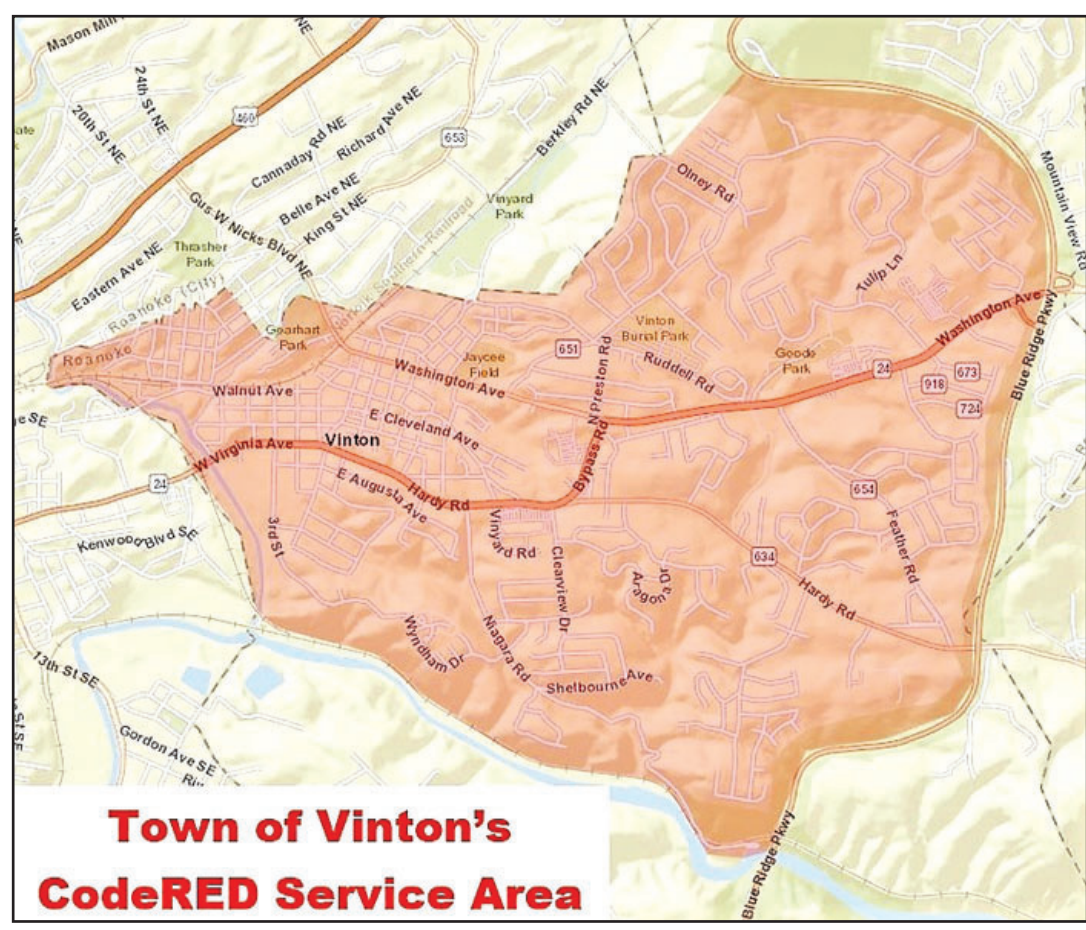 Mason Mill
24th St NE
20th St NE
460
Cannaday Rd NE
Richard Ave NE
653
Berkley Rd NE
Belle Ave NE
King St NE
Gus W Nicks Blvd NE
Vinyard
Park
Thrasher
Park
Eastern Ave NE
Roanoke (City)
Norfolk Southern Railroad
Olney Rd
Mountain View Rd
Tulip Ln
Roanoke
Gearhart
Park
Vinton
Burial Park
651
N Preston Rd
Ruddell Rd
Goode
Park
Washington Ave
Blue Ridge Pkwy
Jaycee
Field
Washington Ave
Walnut Ave
24
918
673
724
E Cleveland Ave
Vinton
W Virginia Ave
Bypass Rd
24
E Augusta Ave
Hardy Rd
654
Feather Rd
Kenwood Blvd SE
3rd St
Vinyard Rd
Clearview Dr
Aragona Dr
634
Hardy Rd
Wyndham Dr
Niagara Rd
Shelbourne Ave
13th St SE
Gordon Ave SE
Blue Ridge Pkwy
Town of Vinton's
CodeRED Service Area